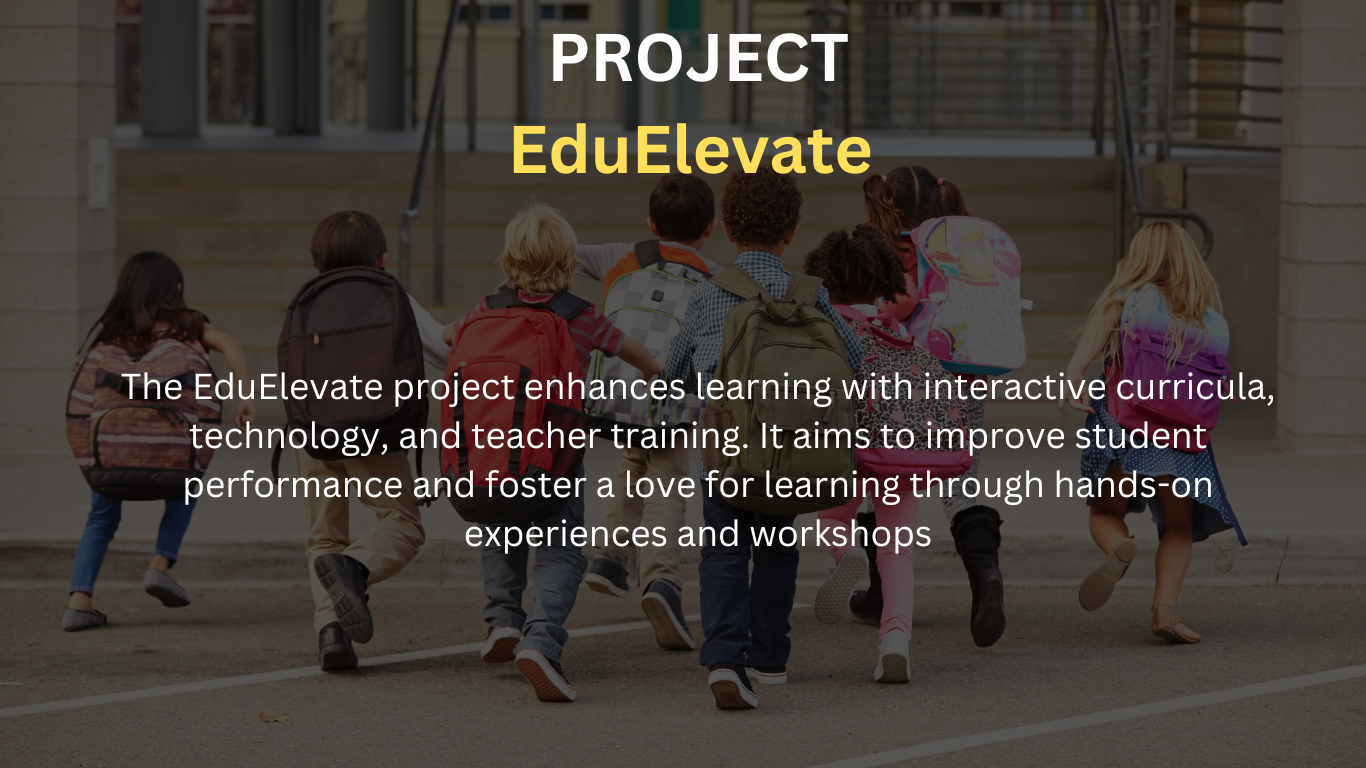 PROJECT
EduElevate
The EduElevate project enhances learning with interactive curricula,
technology, and teacher training. It aims to improve student
performance and foster a love for learning through hands-on
experiences and workshops